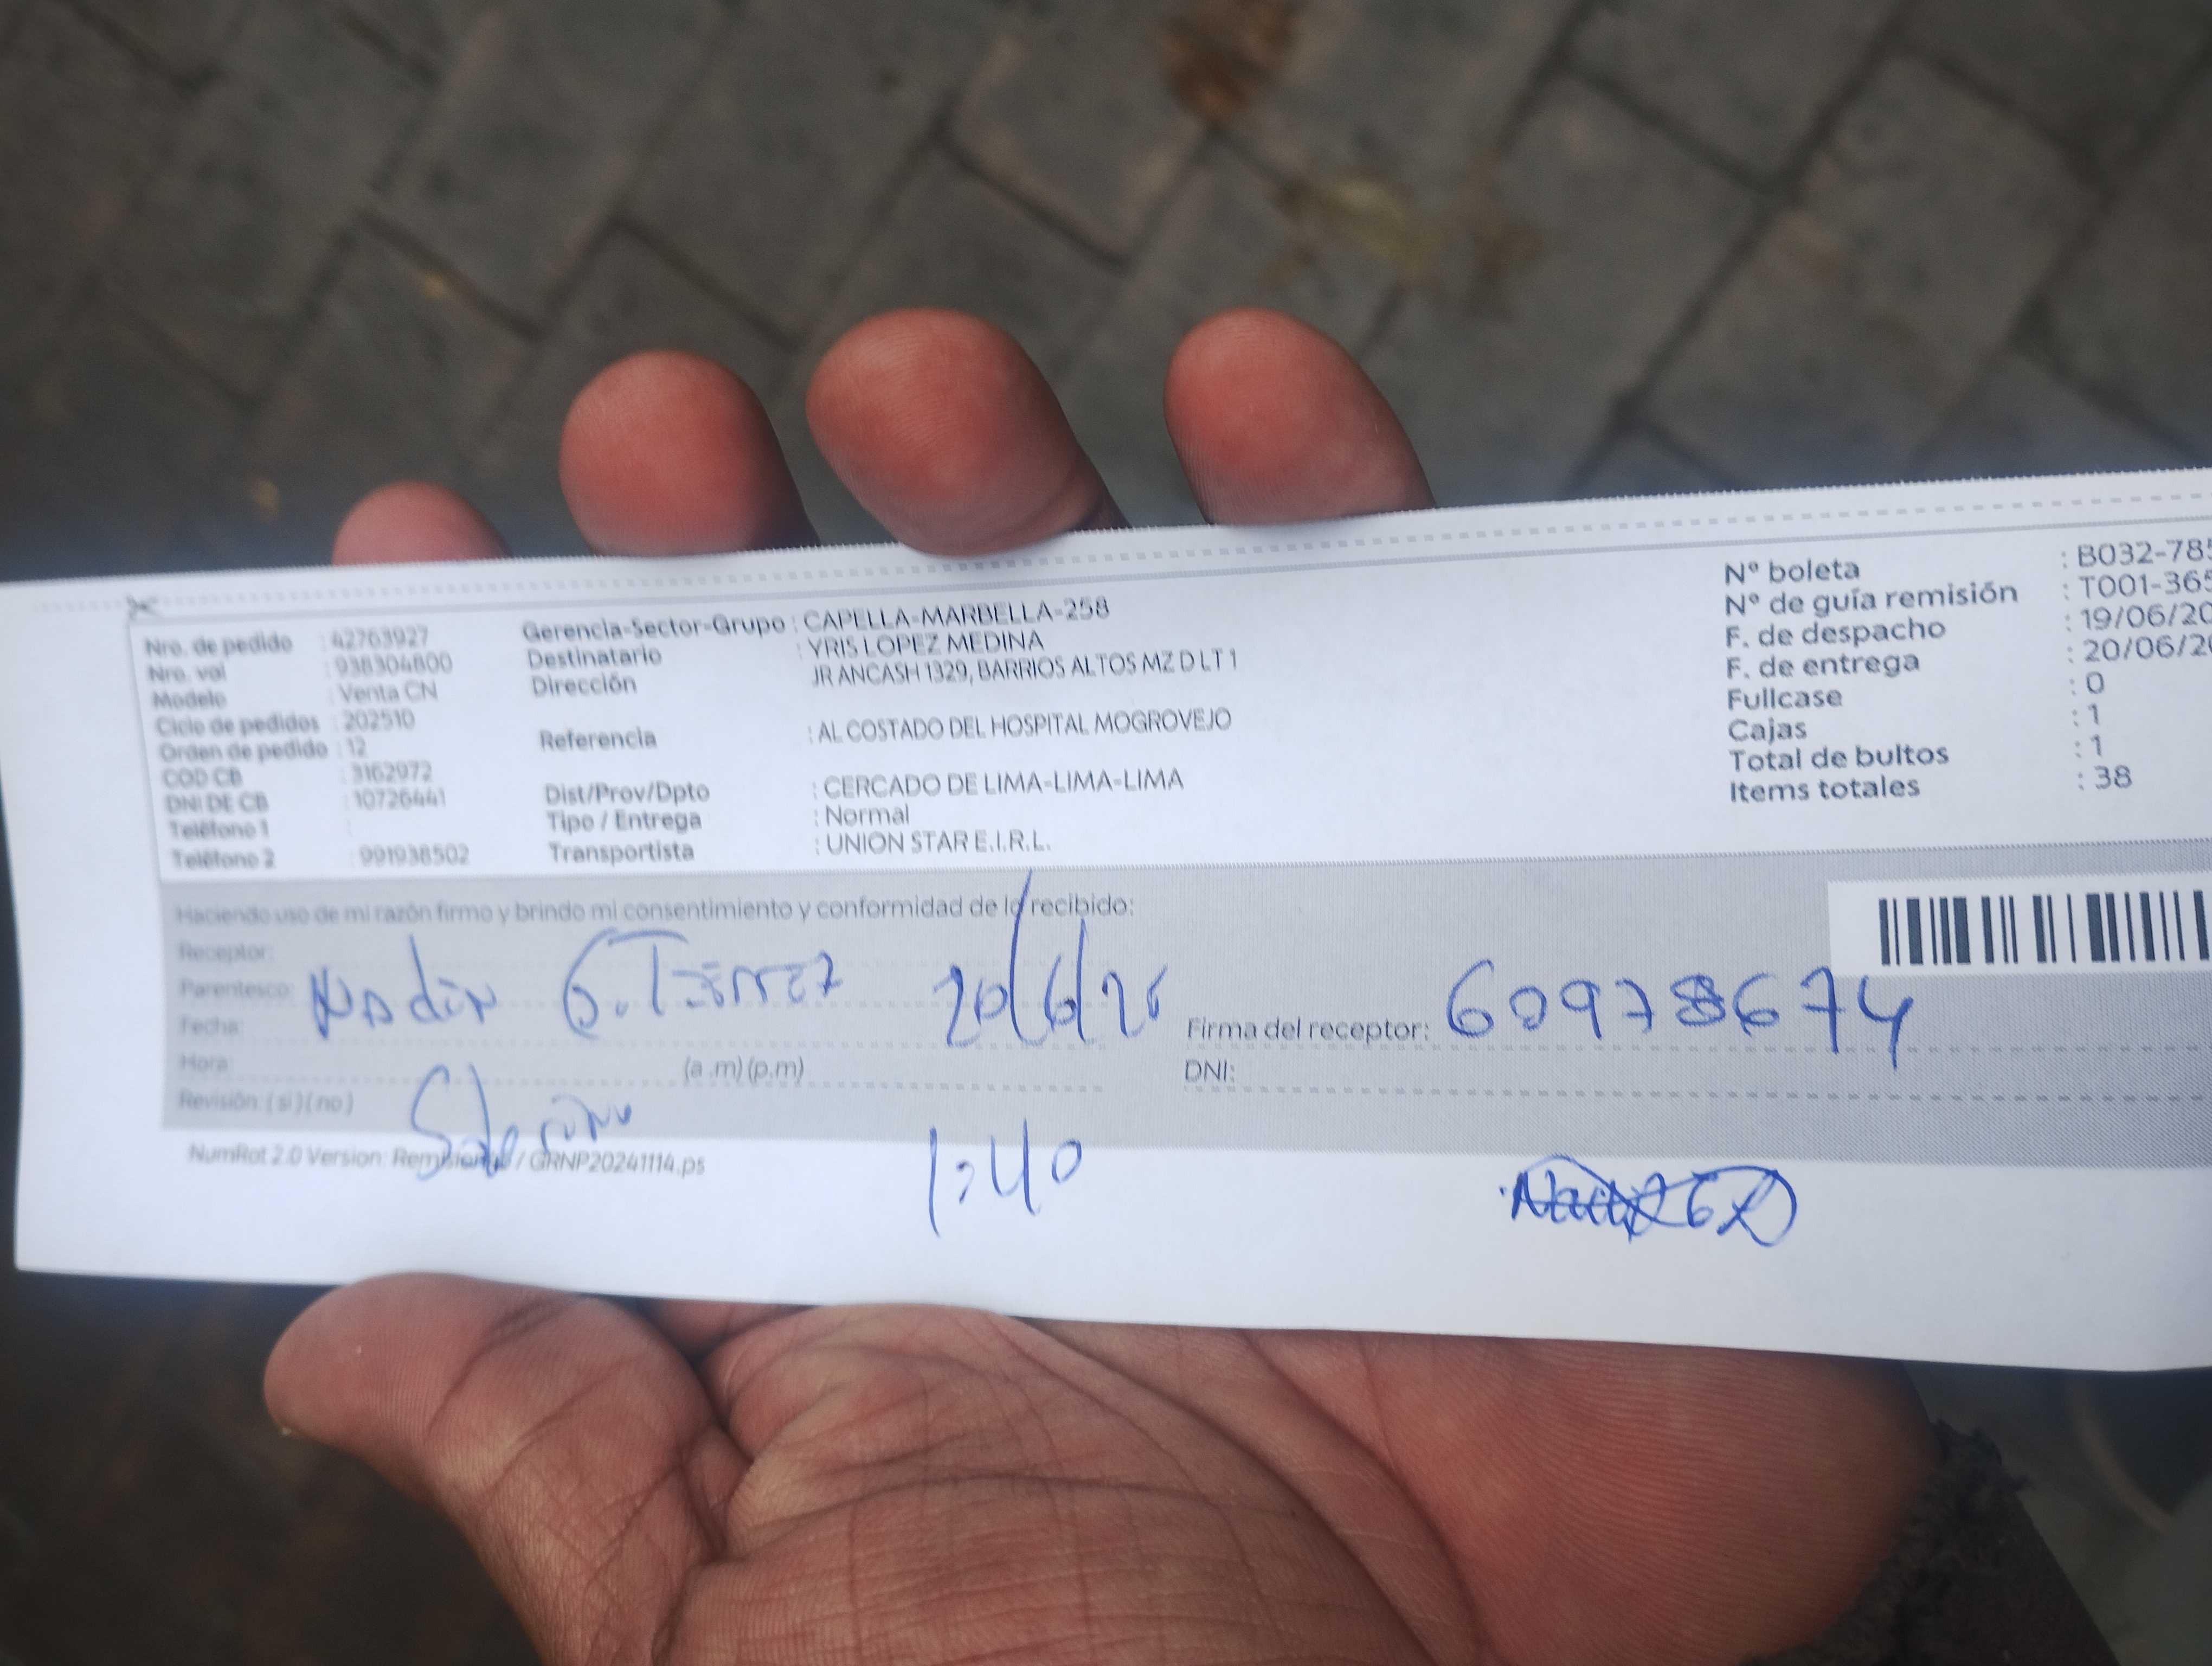 Nro. de pedido : 42763927
Nro. val : 938304800
Modelo : Venta CN
Ciclo de pedidos : 202510
Orden de pedido : 12
COD CB : 3162972
DNI DE CB : 10726441
Teléfono 1 :
Teléfono 2 : 991938502
Gerencia-Sector-Grupo : CAPELLA-MARBELLA-258
Destinatario : YRIS LOPEZ MEDINA
Dirección : JR ANCASH 1329, BARRIOS ALTOS MZ D LT 1
Referencia : AL COSTADO DEL HOSPITAL MOGROVEJO
Dist/Prov/Dpto : CERCADO DE LIMA-LIMA-LIMA
Tipo / Entrega : Normal
Transportista : UNION STAR E.I.R.L.
Nº boleta : B032-785
Nº de guía remisión : T001-365
F. de despacho : 19/06/20
F. de entrega : 20/06/20
Fullcase : 0
Cajas : 1
Total de bultos : 1
Items totales : 38
Haciendo uso de mi razón firmo y brindo mi consentimiento y conformidad de lo recibido:
Receptor:
Parentesco:
Fecha:
Hora: (a .m) (p.m)
Revisión: ( si ) ( no )
20/6/
Firma del receptor: 60978674
DNI:
NumRot 2.0 Version: / GRNP20241114.ps
1:40